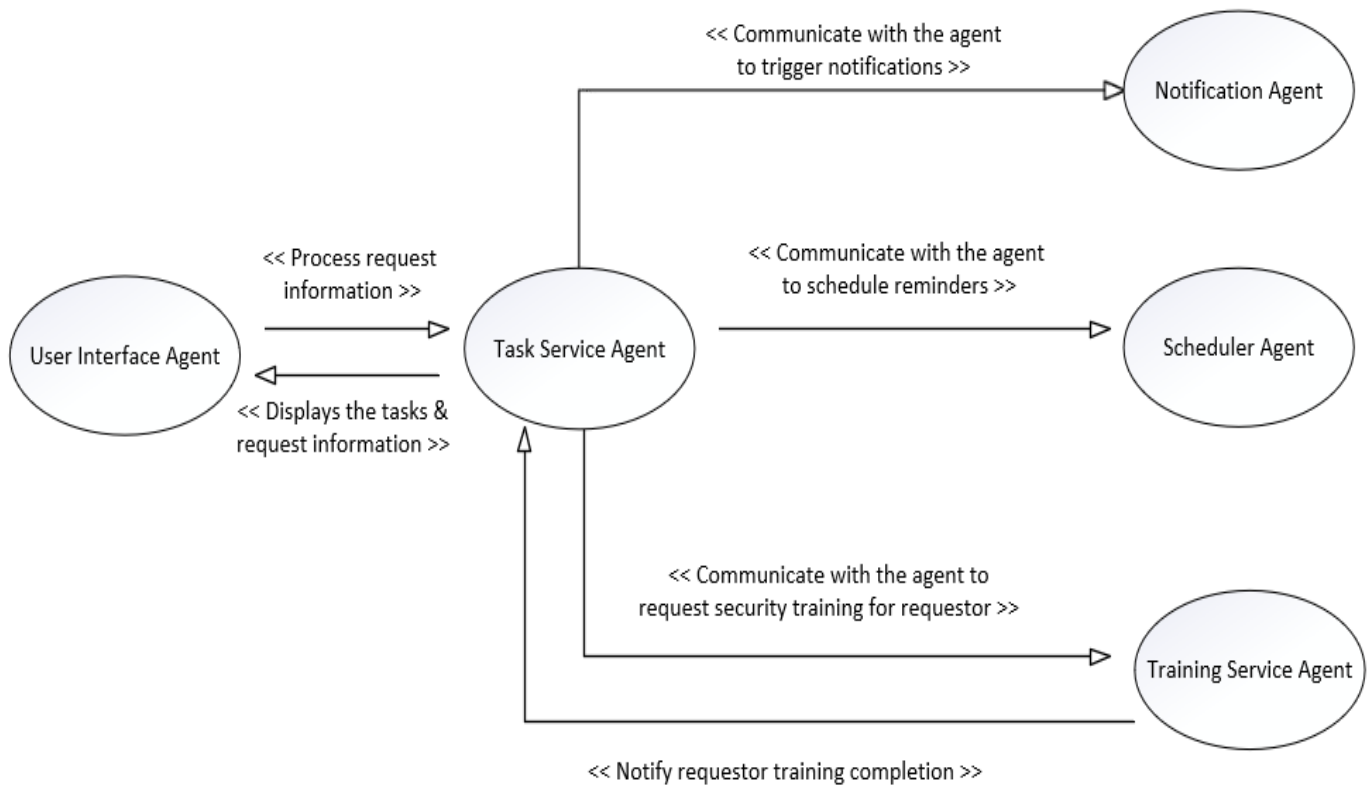 << Communicate with the agent
to trigger notifications >>
Notification Agent
<< Process request
information >>
<< Communicate with the agent
to schedule reminders >>
User Interface Agent
Task Service Agent
Scheduler Agent
<< Displays the tasks &
request information >>
<< Communicate with the agent to
request security training for requestor >>
Training Service Agent
<< Notify requestor training completion >>